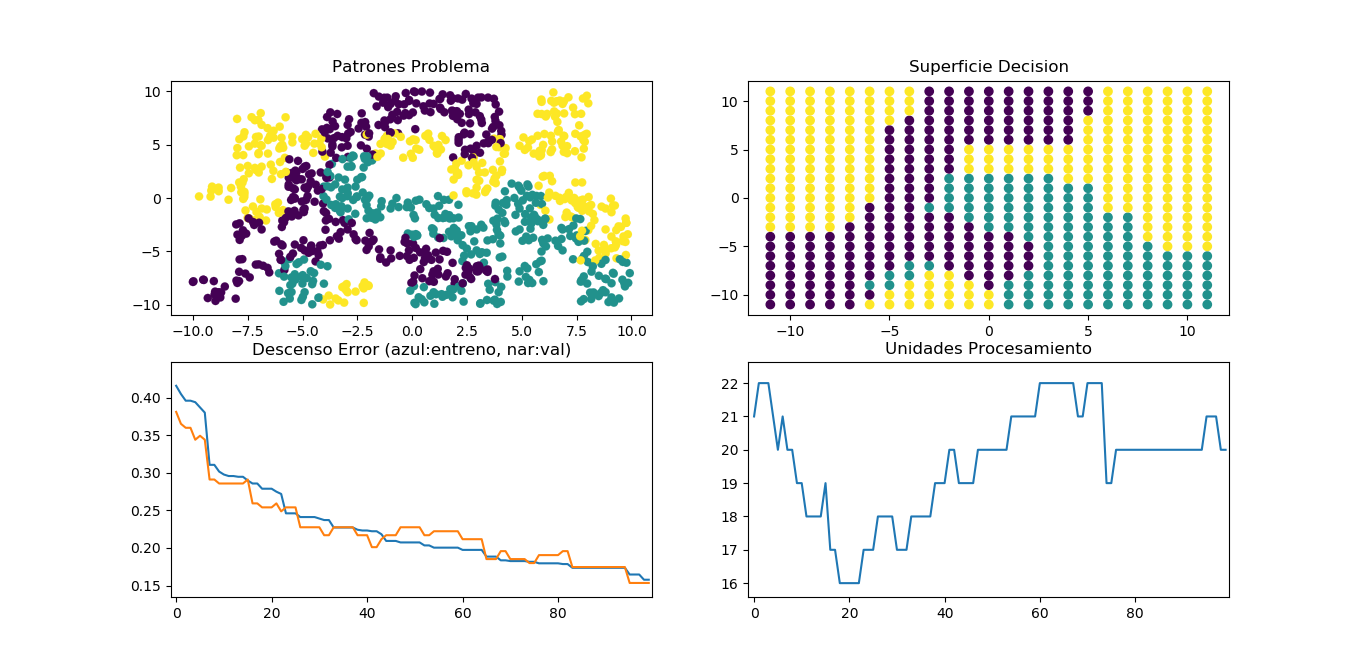 Patrones Problema
10
5
0
−5
−10
−10.0 −7.5 −5.0 −2.5 0.0 2.5 5.0 7.5 10.0
Superficie Decision
10
5
0
−5
−10
−10 −5 0 5 10
Descenso Error (azul:entreno, nar:val)
0.40
0.35
0.30
0.25
0.20
0.15
0 20 40 60 80
Unidades Procesamiento
22
21
20
19
18
17
16
0 20 40 60 80